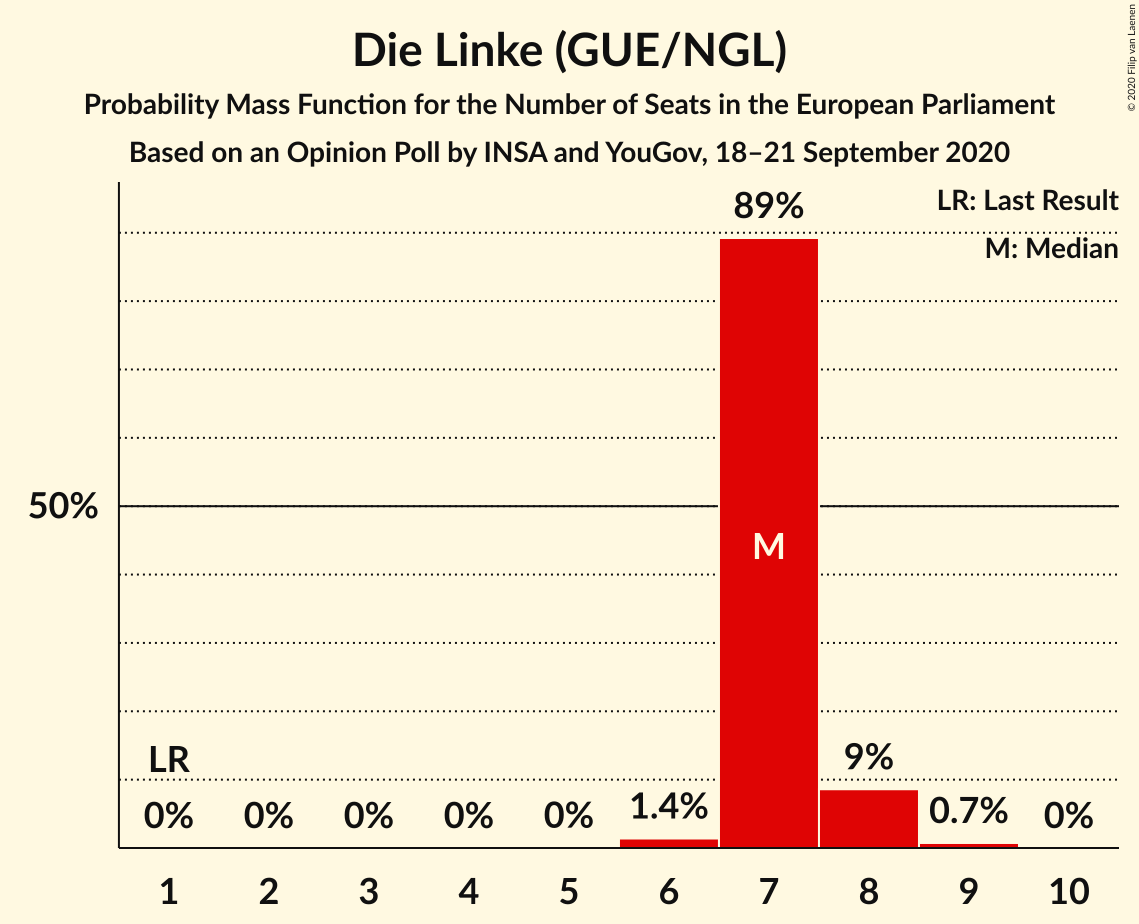 Die Linke (GUE/NGL)
Probability Mass Function for the Number of Seats in the European Parliament
Based on an Opinion Poll by INSA and YouGov, 18–21 September 2020
© 2020 Filip van Laenen
LR: Last Result
M: Median
89%
50%
M
LR
0%
0%
0%
0%
0%
1.4%
9%
0.7%
0%
1
2
3
4
5
6
7
8
9
10